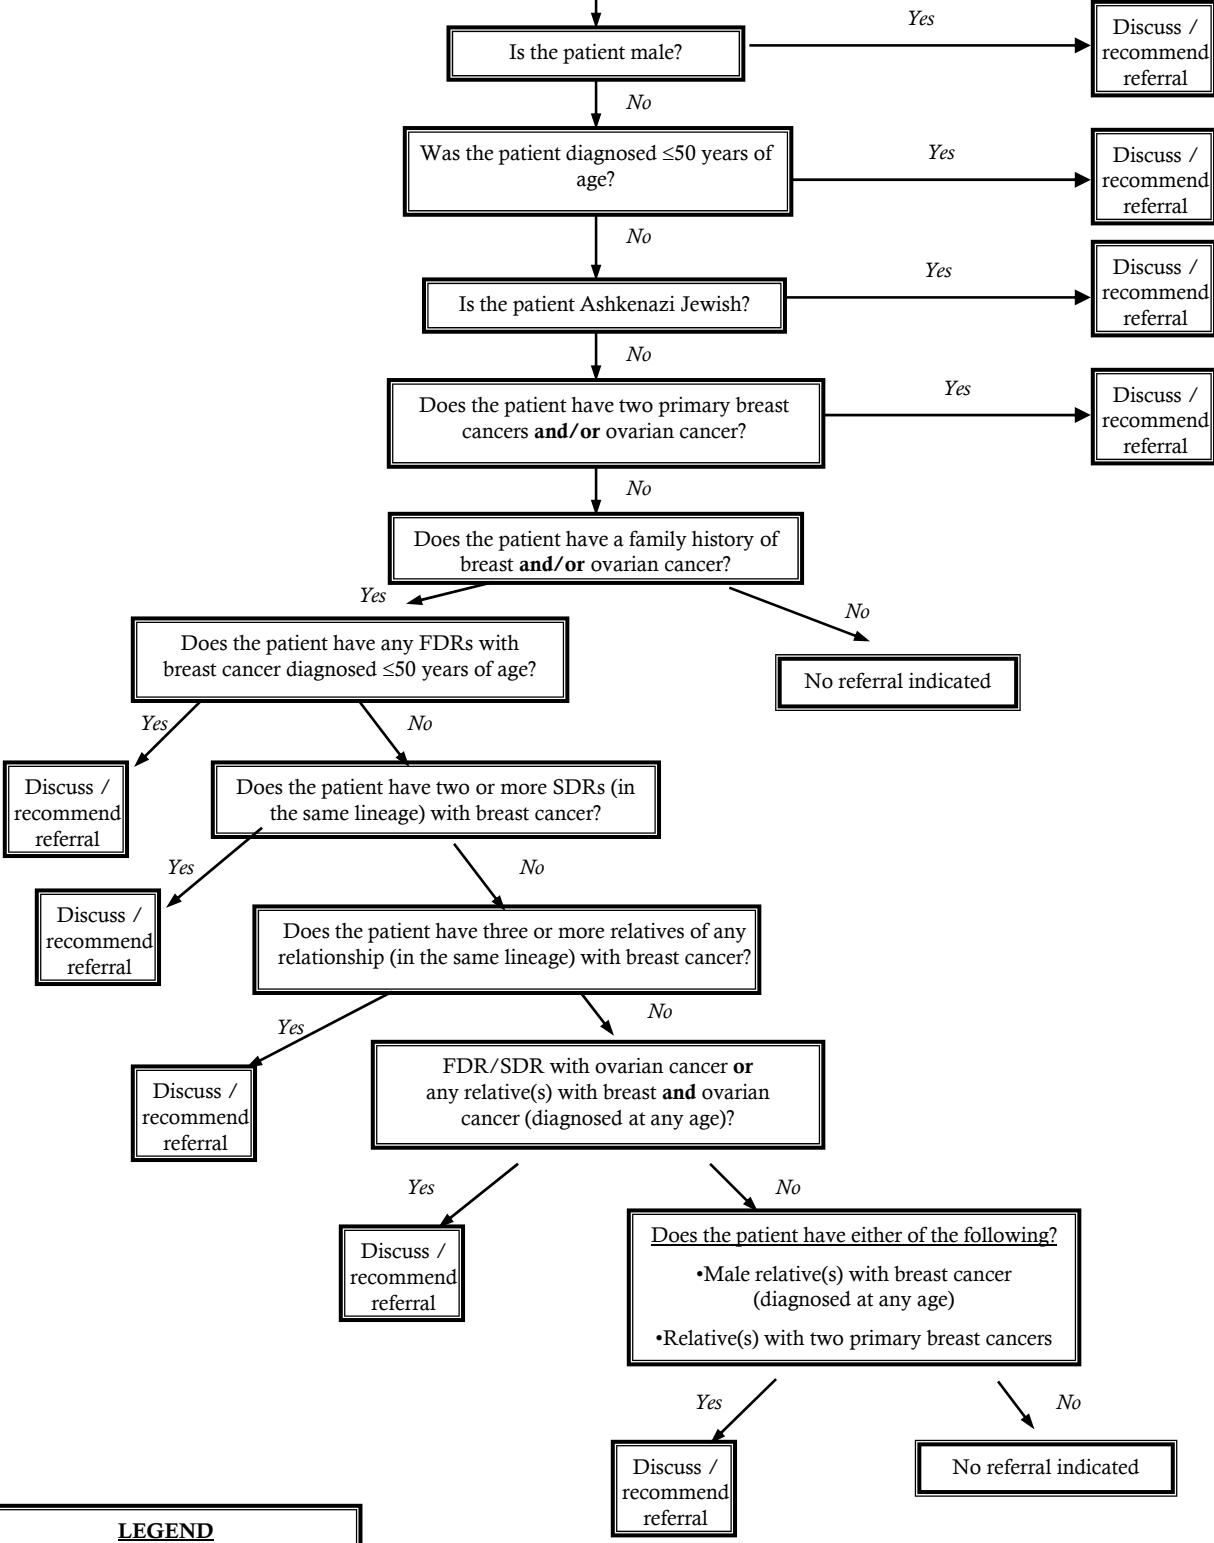 Yes
Discuss /
recommend
referral
Is the patient male?
No
Was the patient diagnosed ≤50 years of
age?
Yes
Discuss /
recommend
referral
No
Is the patient Ashkenazi Jewish?
Yes
Discuss /
recommend
referral
No
Does the patient have two primary breast
cancers and/or ovarian cancer?
Yes
Discuss /
recommend
referral
No
Does the patient have a family history of
breast and/or ovarian cancer?
Yes
No
Does the patient have any FDRs with
breast cancer diagnosed ≤50 years of age?
No referral indicated
Yes
No
Discuss /
recommend
referral
Does the patient have two or more SDRs (in
the same lineage) with breast cancer?
Yes
No
Discuss /
recommend
referral
Does the patient have three or more relatives of any
relationship (in the same lineage) with breast cancer?
Yes
No
Discuss /
recommend
referral
FDR/SDR with ovarian cancer or
any relative(s) with breast and ovarian
cancer (diagnosed at any age)?
Yes
No
Discuss /
recommend
referral
Does the patient have either of the following?
•Male relative(s) with breast cancer
(diagnosed at any age)
•Relative(s) with two primary breast cancers
Yes
No
Discuss /
recommend
referral
No referral indicated
LEGEND